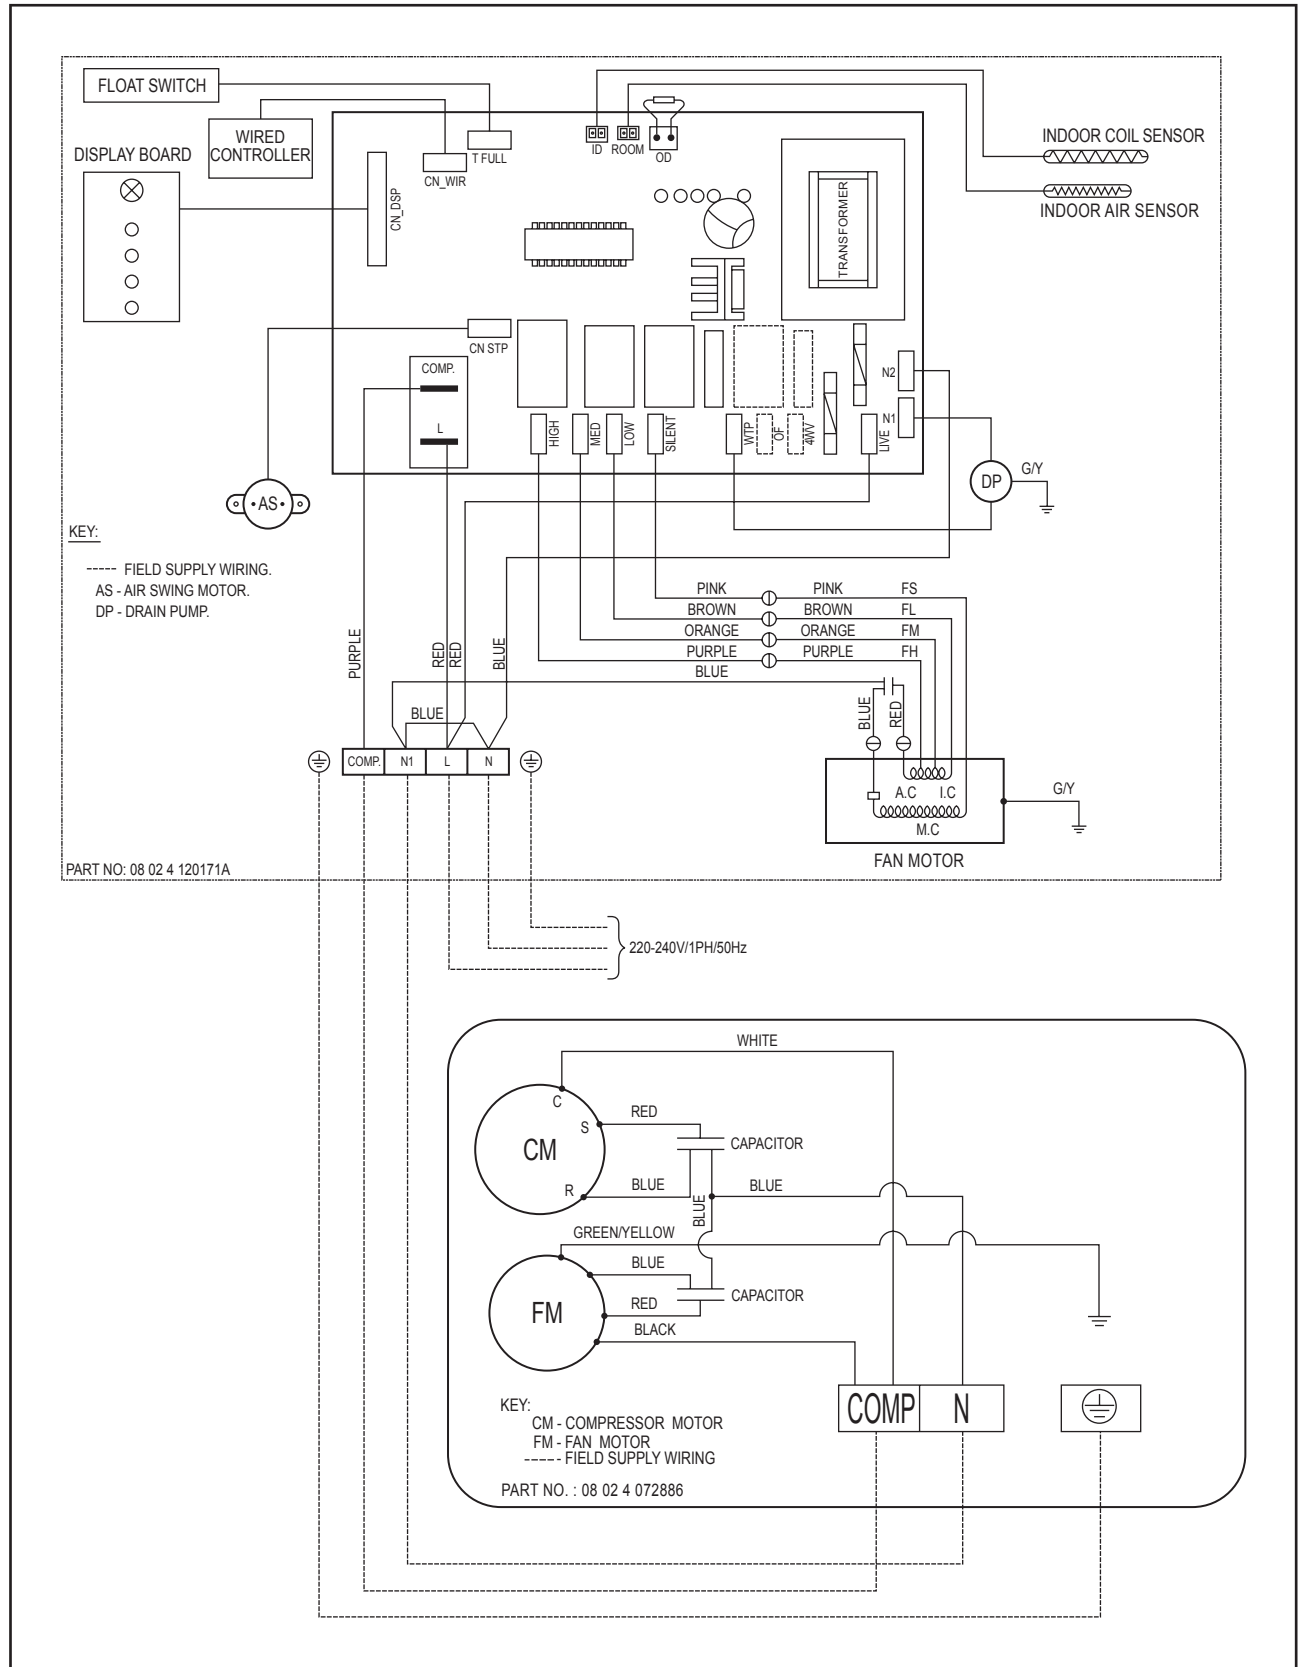 FLOAT SWITCH
WIRED
CONTROLLER
DISPLAY BOARD
T FULL
CN_WIR
CN_DSP
ID
ROOM
OD
TRANSFORMER
INDOOR COIL SENSOR
INDOOR AIR SENSOR
CN STP
COMP.
L
HIGH
MED
LOW
SILENT
WTP
OF
4WV
LIVE
N2
N1
DP
G/Y
•AS•
KEY:
----- FIELD SUPPLY WIRING.
AS - AIR SWING MOTOR.
DP - DRAIN PUMP.
PURPLE
RED
RED
BLUE
PINK PINK FS
BROWN BROWN FL
ORANGE ORANGE FM
PURPLE PURPLE FH
BLUE
BLUE
BLUE
RED
COMP. N1 L N
A.C I.C
M.C
G/Y
FAN MOTOR
PART NO: 08 02 4 120171A
220-240V/1PH/50Hz
WHITE
C
S
R
CM
RED
CAPACITOR
BLUE
BLUE
BLUE
GREEN/YELLOW
BLUE
FM
RED
CAPACITOR
BLACK
COMP N
KEY:
CM - COMPRESSOR MOTOR
FM - FAN MOTOR
----- FIELD SUPPLY WIRING
PART NO. : 08 02 4 072886